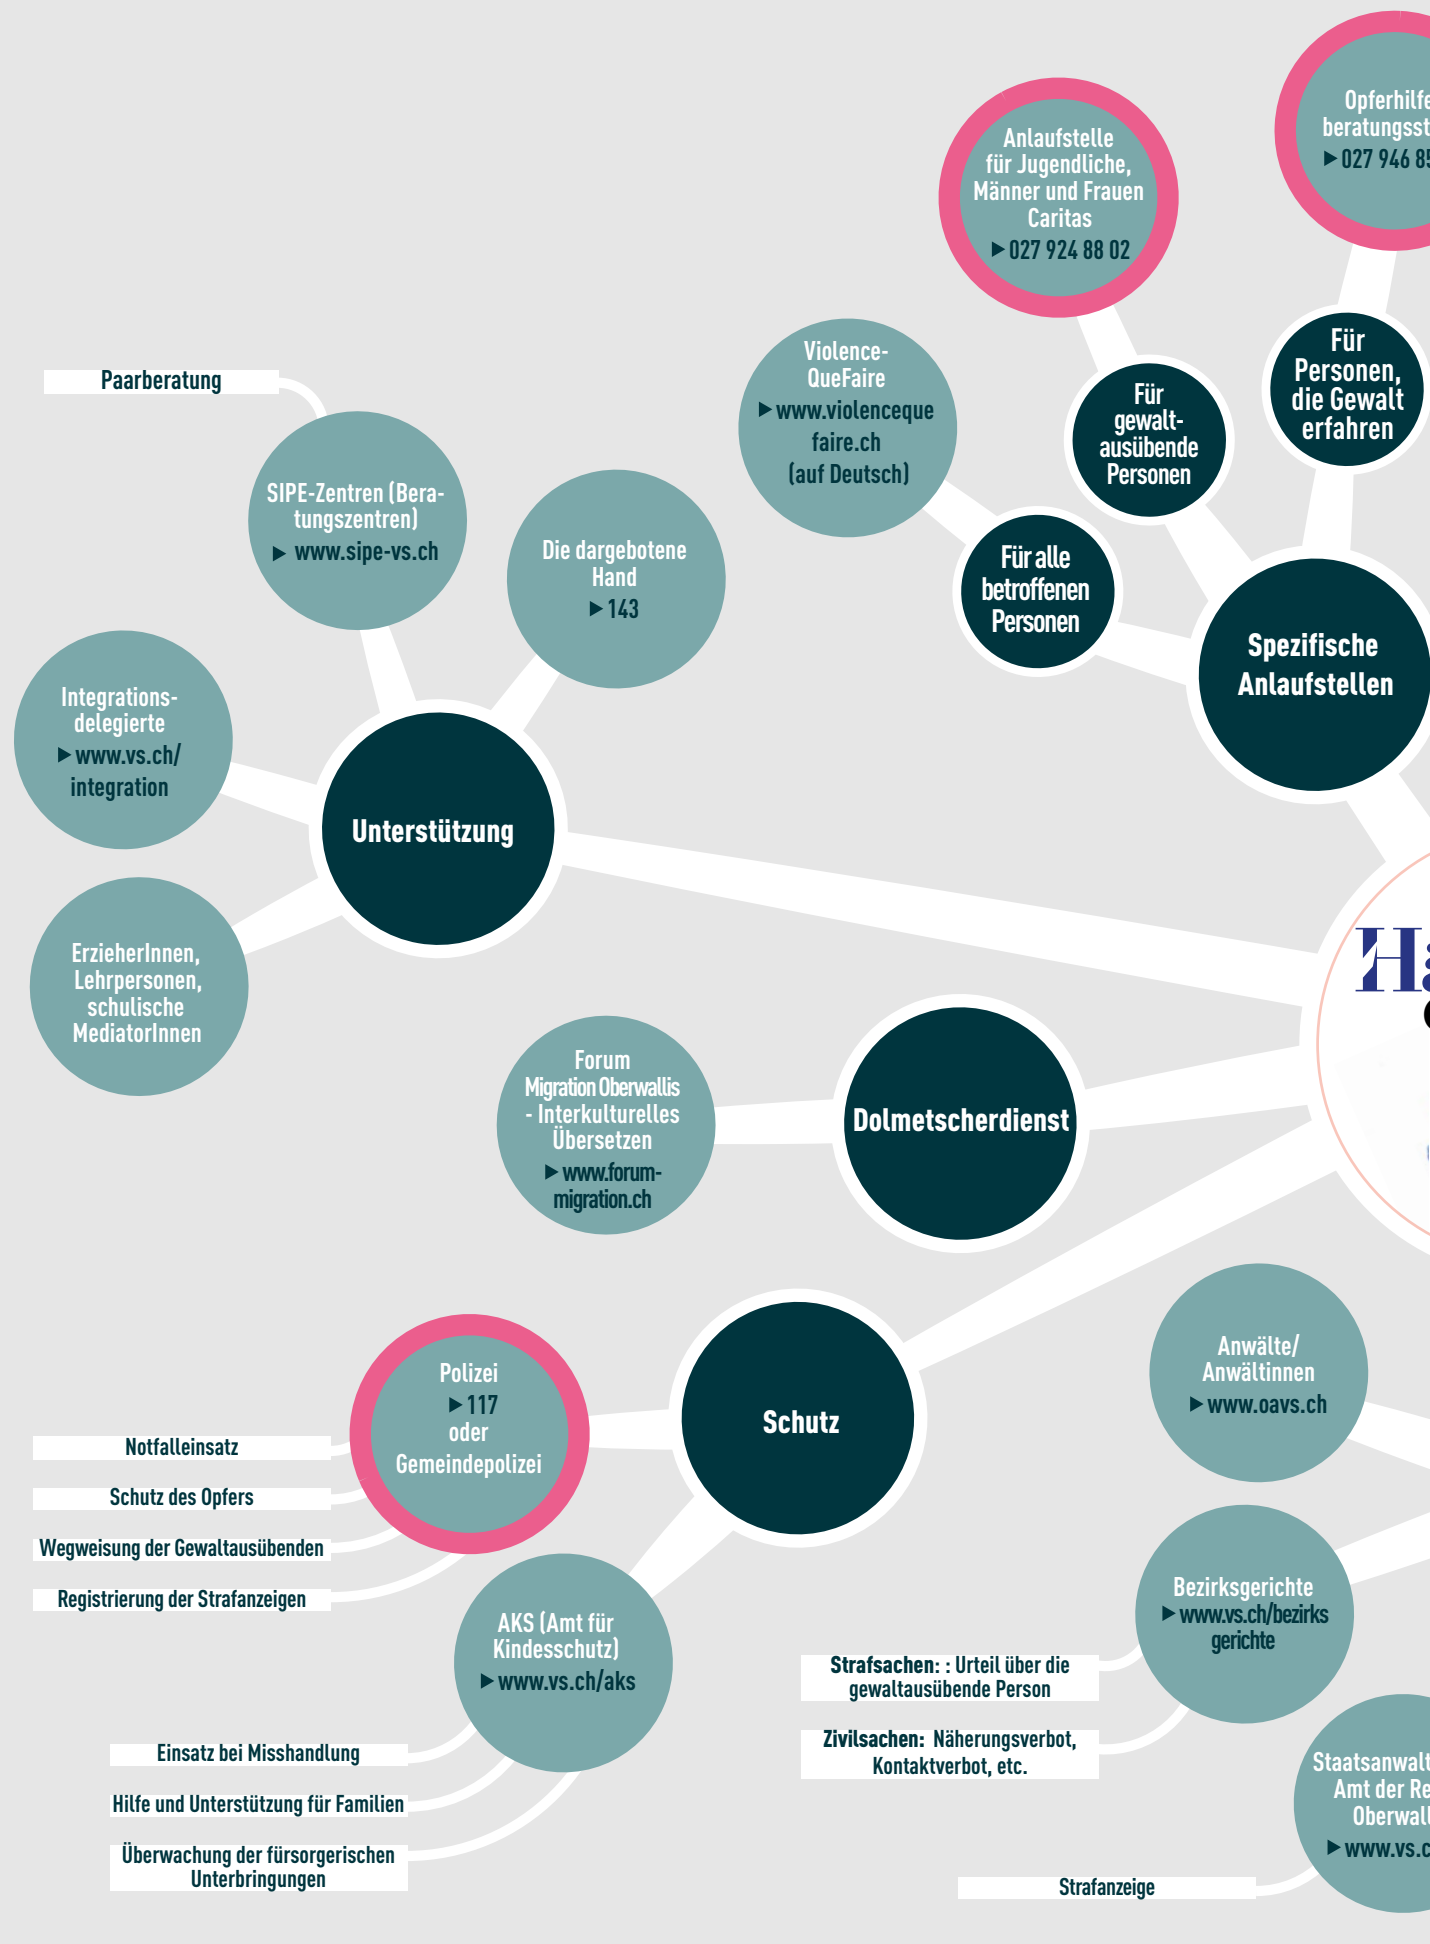 Opferhilfe
027 946
Anlaufstelle
für Jugendliche,
Männer und Frauen
Caritas
027 924 88 02
Für
Personen,
die Gewalt
erfahren
Violence-
QueFaire
www.violenceque
faire.ch
(auf Deutsch)
Für
gewalt-
ausübende
Personen
Paarberatung
SIPE-Zentren (Bera-
tungszentren)
www.sipe-vs.ch
Die dargebotene
Hand
143
Für alle
betroffenen
Personen
Spezifische
Anlaufstellen
Integrations-
delegierte
www.vs.ch/
integration
Unterstützung
ErzieherInnen,
Lehrpersonen,
schulische
MediatorInnen
Forum
Migration Oberwallis
- Interkulturelles
Übersetzen
www.forum-
migration.ch
Dolmetscherdienst
Polizei
117
oder
Gemeindepolizei
Schutz
Notfalleinsatz
Schutz des Opfers
Wegweisung der Gewaltausübenden
Registrierung der Strafanzeigen
AKS (Amt für
Kindesschutz)
www.vs.ch/aks
Einsatz bei Misshandlung
Hilfe und Unterstützung für Familien
Überwachung der fürsorgerischen
Unterbringungen
Anwälte/
Anwältinnen
www.oavs.ch
Bezirksgerichte
www.vs.ch/bezirks
gerichte
Strafsachen: : Urteil über die
gewaltausübende Person
Zivilsachen: Näherungsverbot,
Kontaktverbot, etc.
Amt der
Strafanzeige